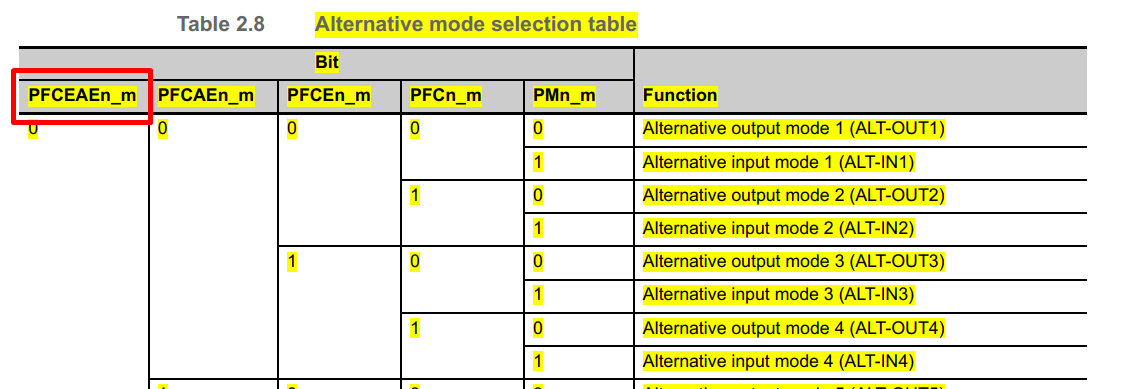 Table 2.8 Alternative mode selection table
Bit
PFCEAEn_m PFCAEn_m PFCEn_m PFCn_m PMn_m Function
0 0 0 0 0 Alternative output mode 1 (ALT-OUT1)
1 Alternative input mode 1 (ALT-IN1)
1 0 Alternative output mode 2 (ALT-OUT2)
1 Alternative input mode 2 (ALT-IN2)
1 0 0 Alternative output mode 3 (ALT-OUT3)
1 Alternative input mode 3 (ALT-IN3)
1 0 Alternative output mode 4 (ALT-OUT4)
1 Alternative input mode 4 (ALT-IN4)